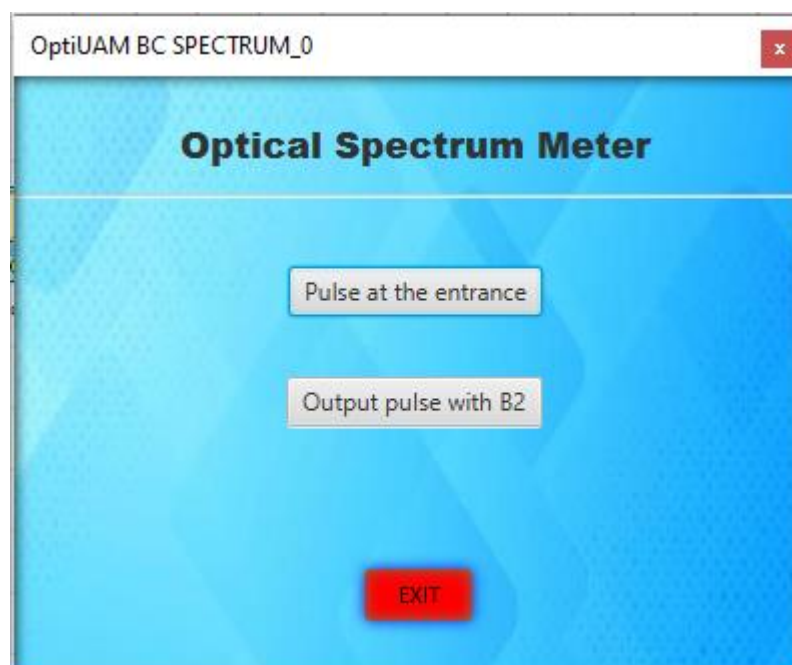 OptiUAM BC SPECTRUM_0
x
Optical Spectrum Meter
Pulse at the entrance
Output pulse with B2
EXIT